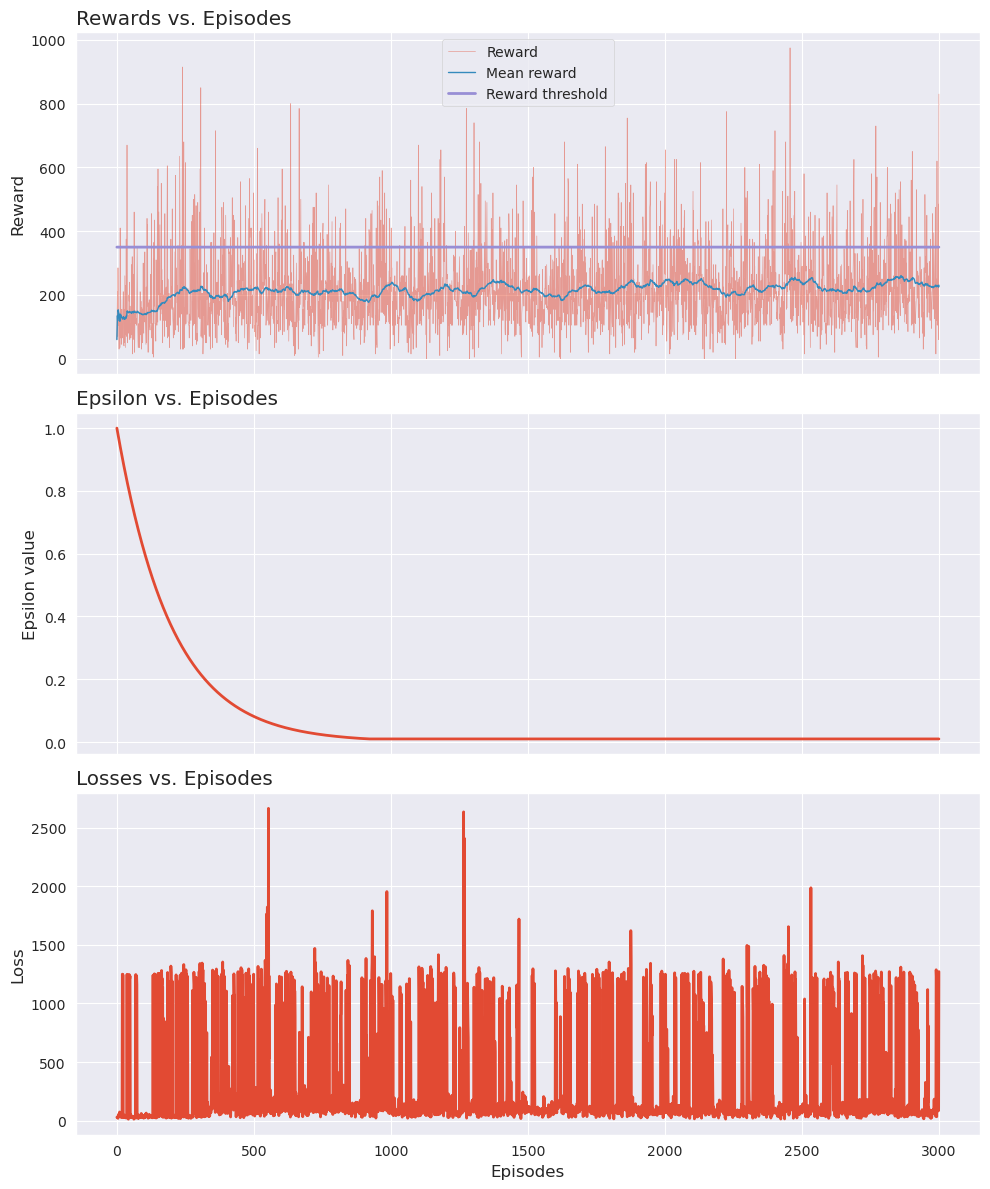 Rewards vs. Episodes
1000
800
600
400
200
0
Reward
Reward
Mean reward
Reward threshold
Epsilon vs. Episodes
1.0
0.8
0.6
0.4
0.2
0.0
Epsilon value
Losses vs. Episodes
2500
2000
1500
1000
500
0
Loss
0 500 1000 1500 2000 2500 3000
Episodes